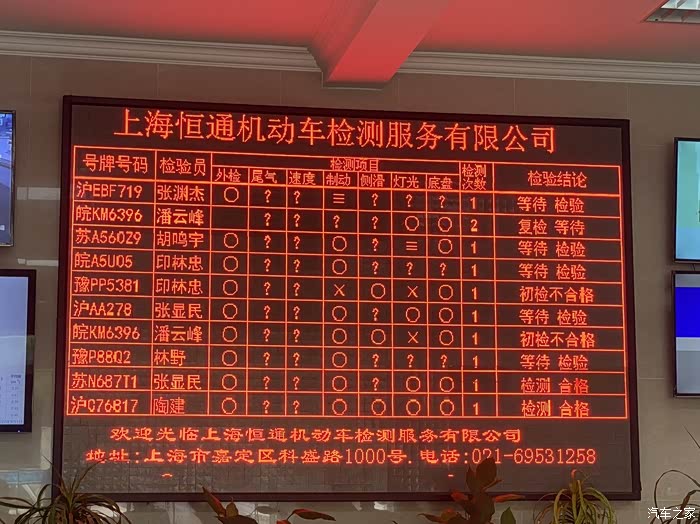 上海恒通机动车检测服务有限公司
号牌号码 检验员 检测项目 检测次数 检验结论
外检 尾气 速度 制动 侧滑 灯光 底盘
沪EBF719 张渊杰 ○ ? ? ≡ ? ? ? 1 等待 检验
皖KM6396 潘云峰 ? ? ? ? ○ ○ 2 复检 等待
苏A560Z9 胡鸣宇 ○ ? ? ○ ? ≡ ○ 1 等待 检验
皖A5U05 印林忠 ○ ? ? ○ ? ? ○ 1 等待 检验
豫PP5381 印林忠 ○ ? ? × ○ × ○ 1 初检不合格
沪AA278 张显民 ○ ? ? ○ ? ○ ○ 1 等待 检验
皖KM6396 潘云峰 ○ ? ? ○ ○ × ○ 1 初检不合格
豫P88Q2 林野 ○ ? ? ○ ? ? ? 1 等待 检验
苏N687T1 张显民 ○ ? ? ○ ? ○ ○ 1 检测 合格
沪C76817 陶建 ○ ? ? ○ ○ ○ ○ 1 检测 合格
欢迎光临上海恒通机动车检测服务有限公司
地址:上海市嘉定区科盛路1000号.电话:021-69531258
汽车之家